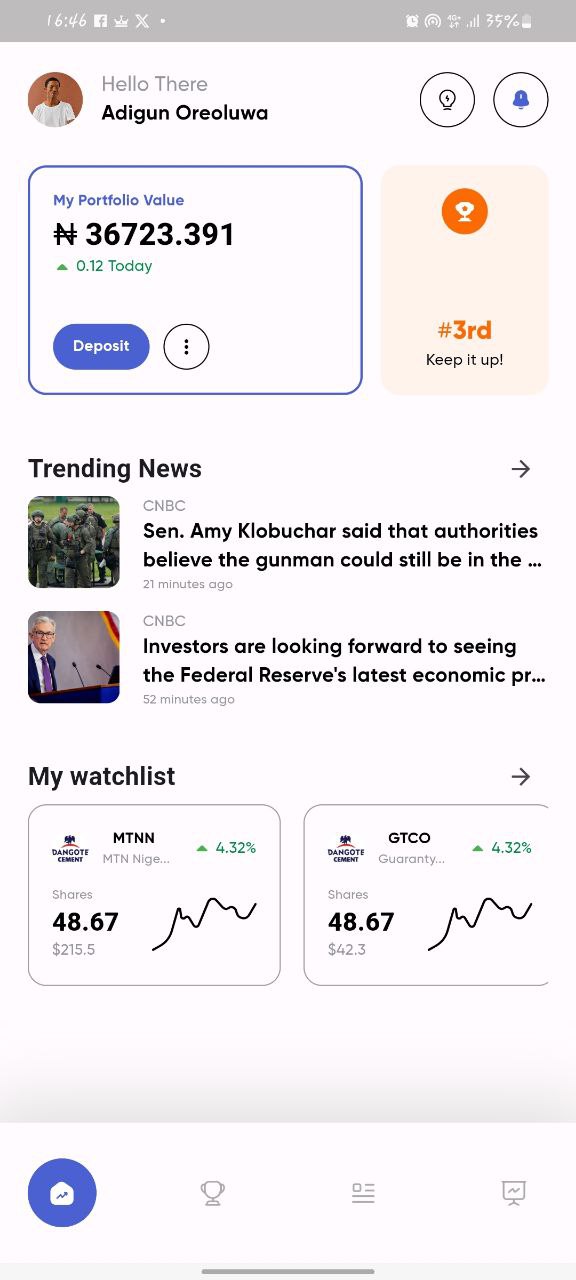 16:46
4G+
35%
Hello There
Adigun Oreoluwa
My Portfolio Value
₦ 36723.391
0.12 Today
Deposit
#3rd
Keep it up!
Trending News
CNBC
Sen. Amy Klobuchar said that authorities
believe the gunman could still be in the ...
21 minutes ago
CNBC
Investors are looking forward to seeing
the Federal Reserve's latest economic pr...
52 minutes ago
My watchlist
DANGOTE
CEMENT
MTNN
MTN Nige...
4.32%
Shares
48.67
$215.5
DANGOTE
CEMENT
GTCO
Guaranty...
4.32%
Shares
48.67
$42.3